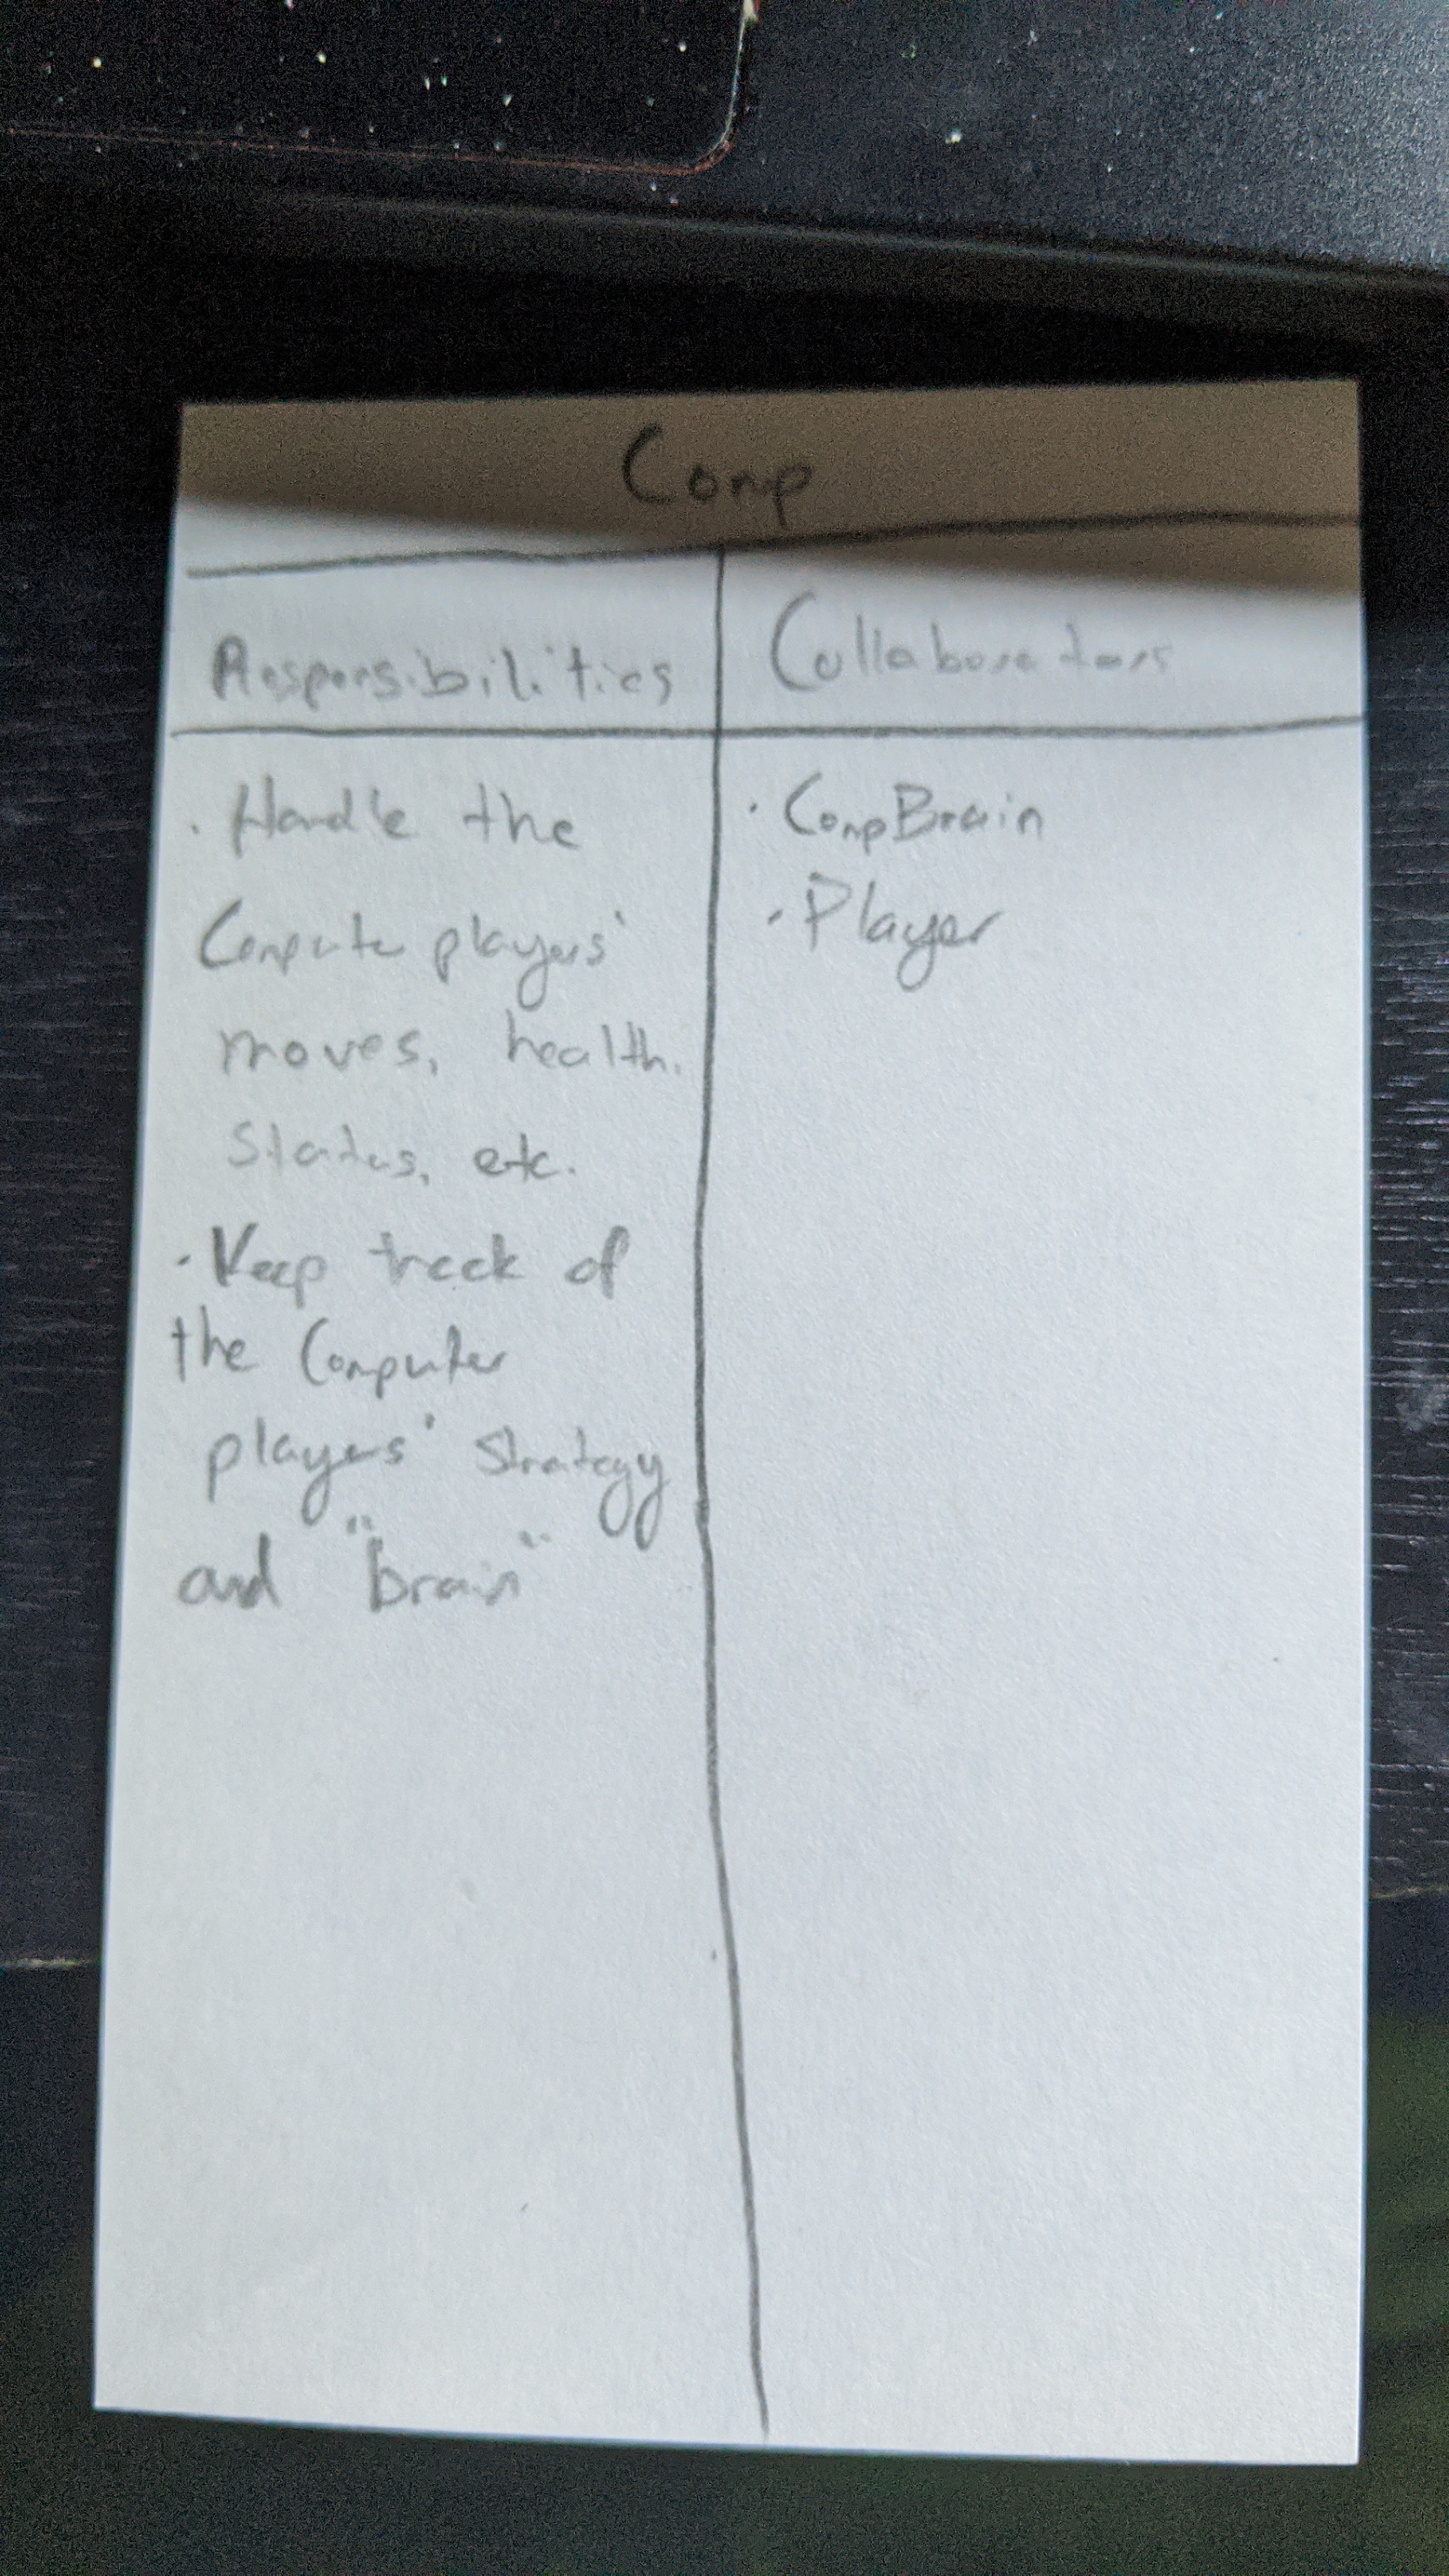 Comp
Responsibilities
Collaborators
· Handle the
Computer players'
moves, health,
status, etc.
· Keep track of
the Computer
players' strategy
and "brain"
· CompBrain
· Player